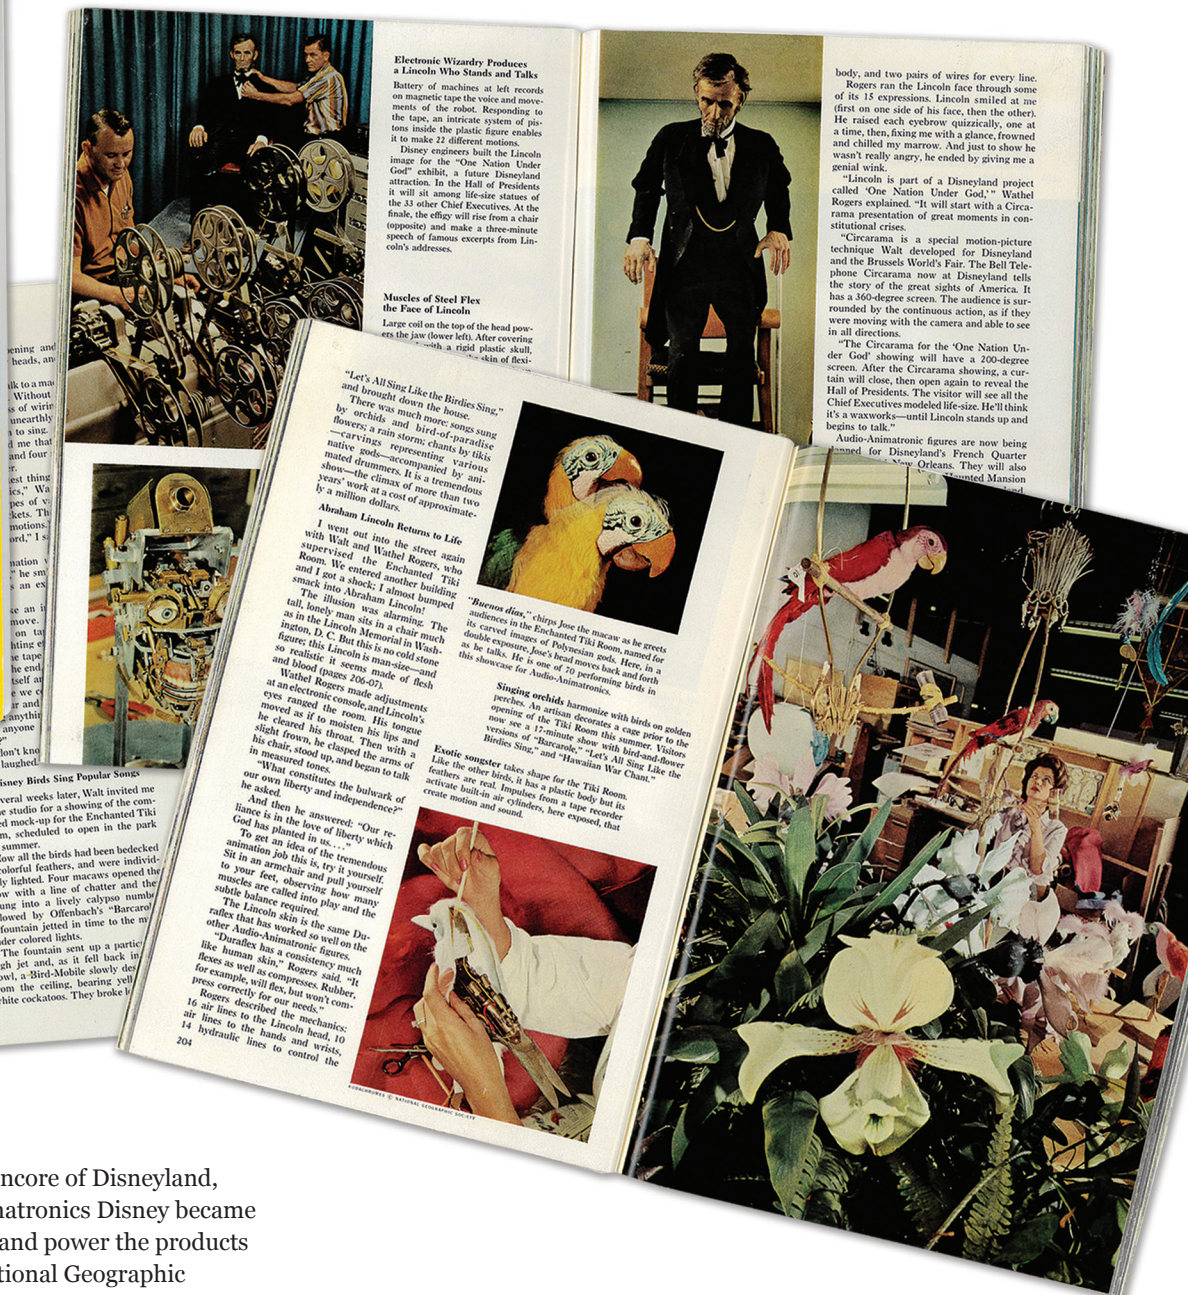 Electronic Wizardry Produces
a Lincoln Who Stands and Talks
Battery of machines at left records
on magnetic tape the voice and move-
ments of the robot. Responding to
the tape, an intricate system of pis-
tons inside the plastic figure enables
it to make 22 different motions.
Disney engineers built the Lincoln
image for the “One Nation Under
God” exhibit, a future Disneyland
attraction. In the Hall of Presidents
it will sit among life-size statues of
the 33 other Chief Executives. At the
finale, the effigy will rise from a chair
(opposite) and make a three-minute
speech of famous excerpts from Lin-
coln’s addresses.
Muscles of Steel Flex
the Face of Lincoln
Large coil on the top of the head pow-
ers the jaw (lower left). After covering
with a rigid plastic skull,
skin of flexi-
body, and two pairs of wires for every line.
Rogers ran the Lincoln face through some
of its 15 expressions. Lincoln smiled at me
(first on one side of his face, then the other).
He raised each eyebrow quizzically, one at
a time, then, fixing me with a glance, frowned
and chilled my marrow. And just to show he
wasn’t really angry, he ended by giving me a
genial wink.
“Lincoln is part of a Disneyland project
called ‘One Nation Under God,’ ” Wathel
Rogers explained. “It will start with a Circa-
rama presentation of great moments in con-
stitutional crises.
“Circarama is a special motion-picture
technique Walt developed for Disneyland
and the Brussels World’s Fair. The Bell Tele-
phone Circarama now at Disneyland tells
the story of the great sights of America. It
has a 360-degree screen. The audience is sur-
rounded by the continuous action, as if they
were moving with the camera and able to see
in all directions.
“The Circarama for the ‘One Nation Un-
der God’ showing will have a 200-degree
screen. After the Circarama showing, a cur-
tain will close, then open again to reveal the
Hall of Presidents. The visitor will see all the
Chief Executives modeled life-size. He’ll think
it’s a waxworks—until Lincoln stands up and
begins to talk.”
Audio-Animatronic figures are now being
for Disneyland’s French Quarter
New Orleans. They will also
Haunted Mansion
“Let’s All Sing Like the Birdies Sing,”
and brought down the house.
There was much more: songs sung
by orchids and bird-of-paradise
flowers; a rain storm; chants by tikis
—carvings representing various
native gods—accompanied by ani-
mated drummers. It is a tremendous
show—the climax of more than two
years’ work at a cost of approximate-
ly a million dollars.
Abraham Lincoln Returns to Life
I went out into the street again
with Walt and Wathel Rogers, who
supervised the Enchanted Tiki
Room. We entered another building
and I got a shock; I almost bumped
smack into Abraham Lincoln!
The illusion was alarming. The
tall, lonely man sits in a chair much
as in the Lincoln Memorial in Wash-
ington, D. C. But this is no cold stone
figure; this Lincoln is man-size—and
so realistic it seems made of flesh
and blood (pages 206-07).
Wathel Rogers made adjustments
at an electronic console, and Lincoln’s
eyes ranged the room. His tongue
moved as if to moisten his lips and
he cleared his throat. Then with a
slight frown, he clasped the arms of
his chair, stood up, and began to talk
in measured tones.
“What constitutes the bulwark of
our own liberty and independence?”
he asked.
And then he answered: “Our re-
liance is in the love of liberty which
God has planted in us. . . .”
To get an idea of the tremendous
animation job this is, try it yourself.
Sit in an armchair and pull yourself
to your feet, observing how many
muscles are called into play and the
subtle balance required.
The Lincoln skin is the same Du-
raflex that has worked so well on the
other Audio-Animatronic figures.
“Duraflex has a consistency much
like human skin,” Rogers said. “It
flexes as well as compresses. Rubber,
for example, will flex, but won’t com-
press correctly for our needs.”
Rogers described the mechanics:
16 air lines to the Lincoln head, 10
air lines to the hands and wrists,
14 hydraulic lines to control the
204
“Buenos dias,” chirps Jose the macaw as he greets
audiences in the Enchanted Tiki Room, named for
its carved images of Polynesian gods. Here, in a
double exposure, Jose’s head moves back and forth
as he talks. He is one of 70 performing birds in
this showcase for Audio-Animatronics.
Singing orchids harmonize with birds on golden
perches. An artisan decorates a cage prior to the
opening of the Tiki Room this summer. Visitors
now see a 17-minute show with bird-and-flower
versions of “Barcarole,” “Let’s All Sing Like the
Birdies Sing,” and “Hawaiian War Chant.”
Exotic songster takes shape for the Tiki Room.
Like the other birds, it has a plastic body but its
feathers are real. Impulses from a tape recorder
activate built-in air cylinders, here exposed, that
create motion and sound.
KODACHROMES © NATIONAL GEOGRAPHIC SOCIETY
isney Birds Sing Popular Songs
veral weeks later, Walt invited me
e studio for a showing of the com-
ed mock-up for the Enchanted Tiki
m, scheduled to open in the park
summer.
ow all the birds had been bedecked
colorful feathers, and were individ-
ly lighted. Four macaws opened the
ow with a line of chatter and the
ung into a lively calypso numbe
lowed by Offenbach’s “Barcarol
fountain jetted in time to the m
der colored lights.
The fountain sent up a partic
gh jet and, as it fell back in
owl, a Bird-Mobile slowly des
om the ceiling, bearing yell
hite cockatoos. They broke
ncore of Disneyland,
natronics Disney became
and power the products
tional Geographic